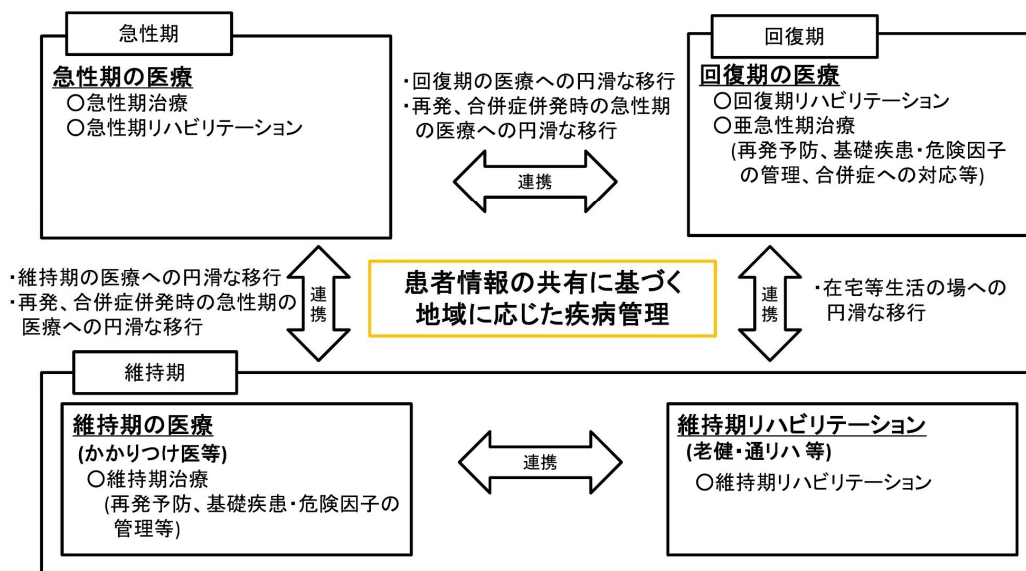 急性期
急性期の医療
○急性期治療
○急性期リハビリテーション
・回復期の医療への円滑な移行
・再発、合併症併発時の急性期
の医療への円滑な移行
連携
回復期
回復期の医療
○回復期リハビリテーション
○亜急性期治療
(再発予防、基礎疾患・危険因子
の管理、合併症への対応等)
・維持期の医療への円滑な移行
・再発、合併症併発時の急性期の
医療への円滑な移行
連携
患者情報の共有に基づく
地域に応じた疾病管理
連携
・在宅等生活の場への
円滑な移行
維持期
維持期の医療
(かかりつけ医等)
○維持期治療
(再発予防、基礎疾患・危険因子の
管理等)
連携
維持期リハビリテーション
(老健・通リハ 等)
○維持期リハビリテーション